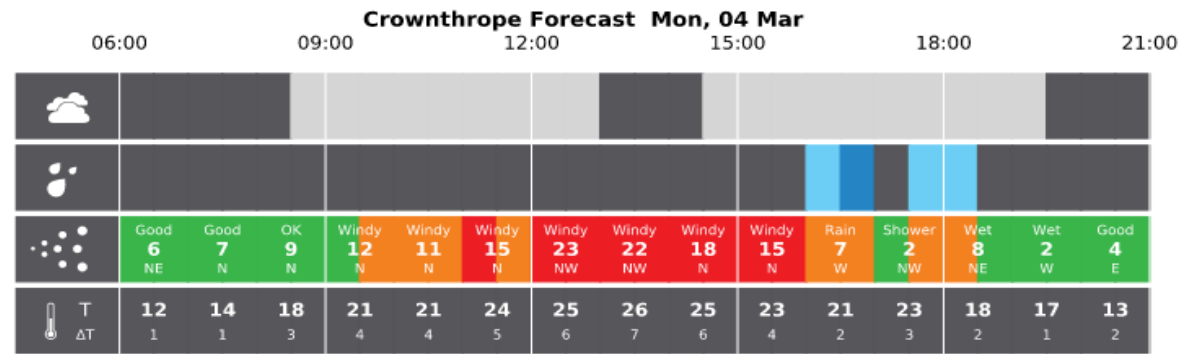 Crownthrope Forecast  Mon, 04 Mar
06:00 09:00 12:00 15:00 18:00 21:00
Good Good OK Windy Windy Windy Windy Windy Windy Windy Rain Shower Wet Wet Good
6 7 9 12 11 15 23 22 18 15 7 2 8 2 4
NE N N N N N NW NW N N W NW NE W E
T 12 14 18 21 21 24 25 26 25 23 21 23 18 17 13
ΔT 1 1 3 4 4 5 6 7 6 4 2 3 2 1 2